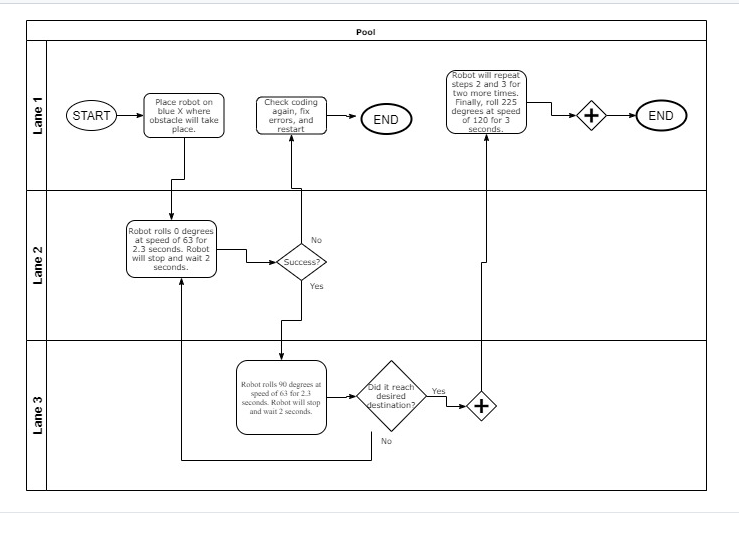 Pool
Lane 1
START
Place robot on
blue X where
obstacle will take
place.
Check coding
again, fix
errors, and
restart
END
Robot will repeat
steps 2 and 3 for
two more times.
Finally, roll 225
degrees at speed
of 120 for 3
seconds.
END
Lane 2
Robot rolls 0 degrees
at speed of 63 for
2.3 seconds. Robot
will stop and wait 2
seconds.
No
Success?
Yes
Lane 3
Robot rolls 90 degrees at
speed of 63 for 2.3
seconds. Robot will stop
and wait 2 seconds.
Did it reach
desired
destination?
Yes
No